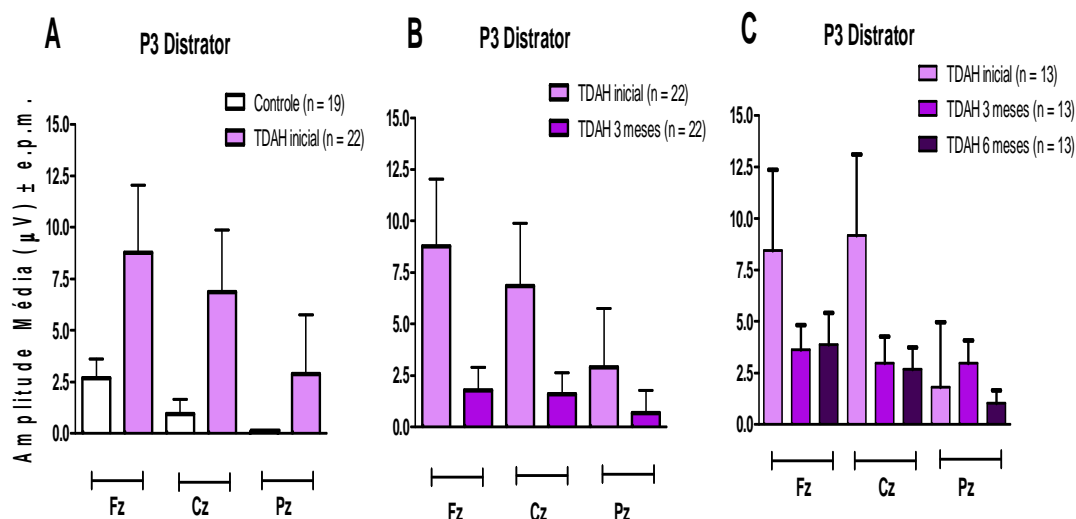 A
P3 Distrator
Controle (n = 19)
TDAH inicial (n = 22)
Amplitude Média (µV) ± e.p.m.
15.0
12.5
10.0
7.5
5.0
2.5
0.0
Fz Cz Pz
B
P3 Distrator
TDAH inicial (n = 22)
TDAH 3 meses (n = 22)
15.0
12.5
10.0
7.5
5.0
2.5
0.0
Fz Cz Pz
C
P3 Distrator
TDAH inicial (n = 13)
TDAH 3 meses (n = 13)
TDAH 6 meses (n = 13)
15.0
12.5
10.0
7.5
5.0
2.5
0.0
Fz Cz Pz